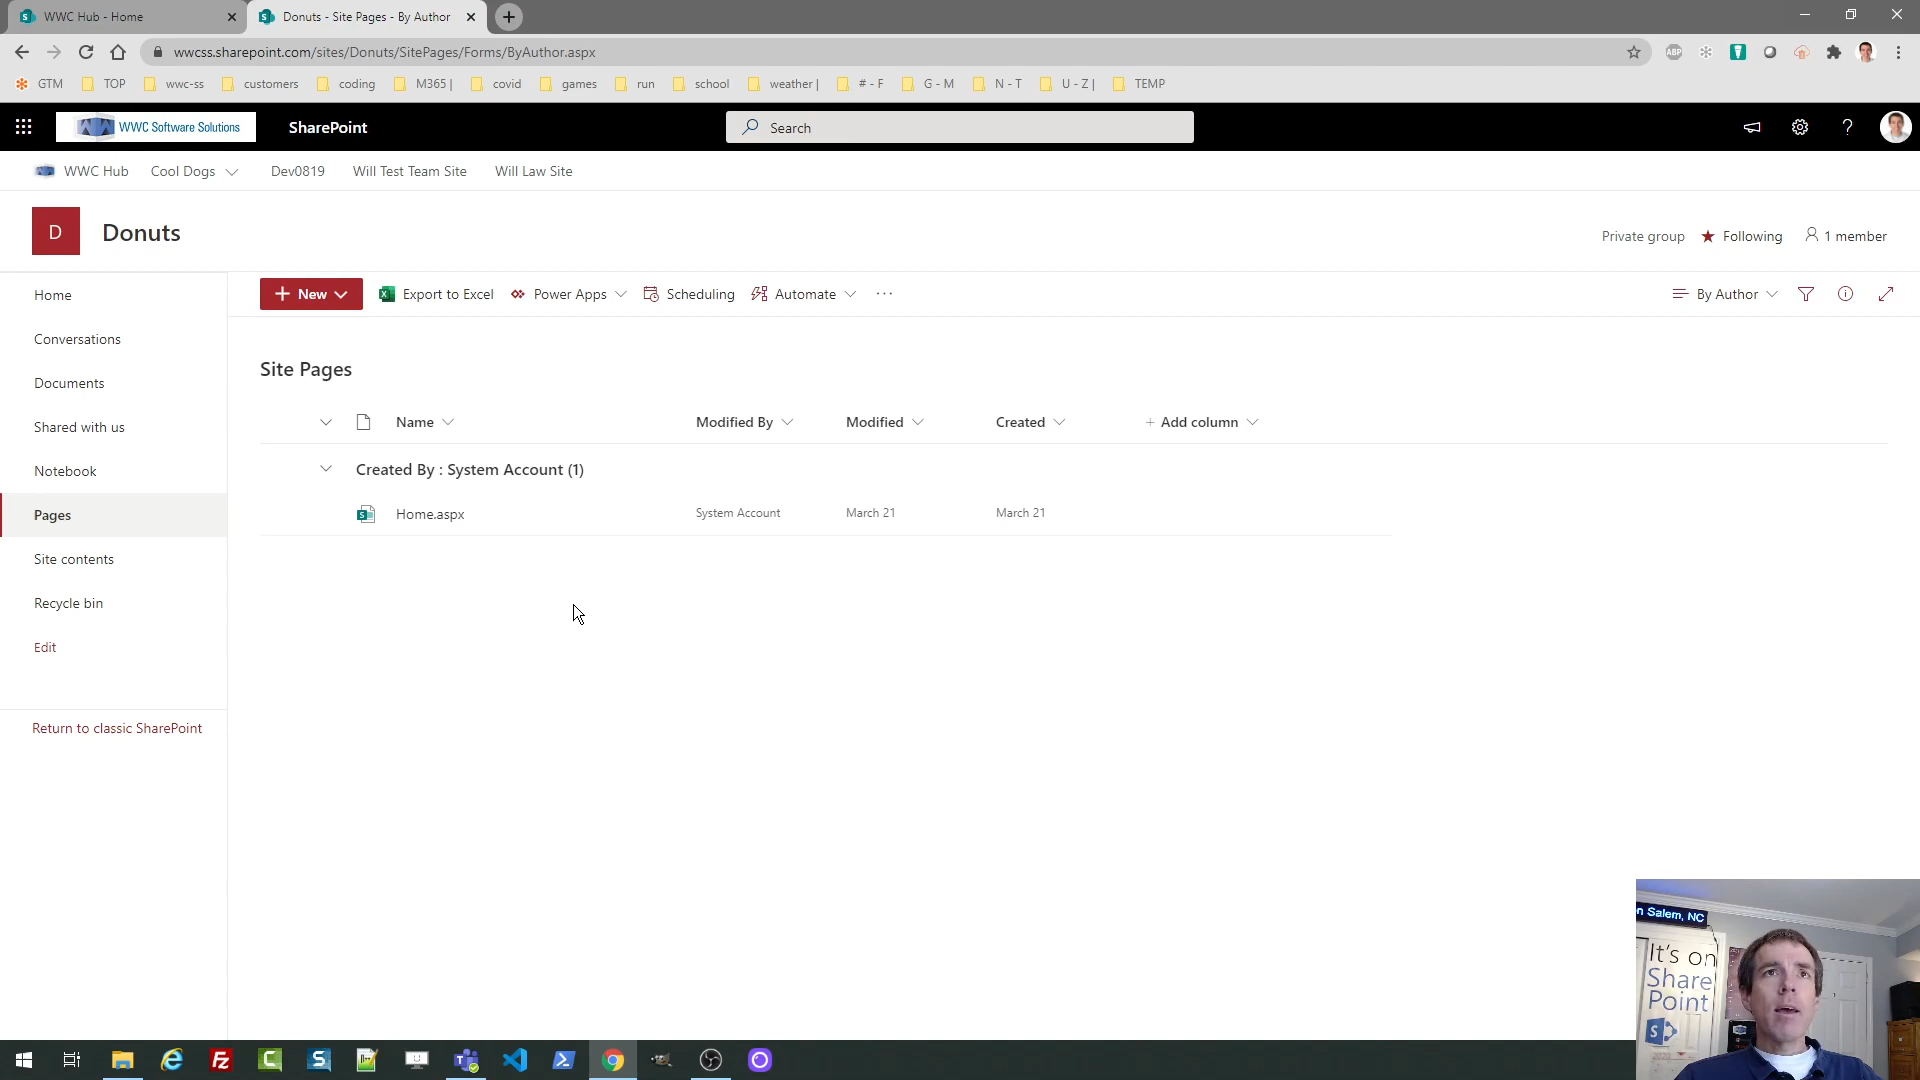 WWC Hub - Home
Donuts - Site Pages - By Author
wwcss.sharepoint.com/sites/Donuts/SitePages/Forms/ByAuthor.aspx
ABP
GTM TOP wwc-ss customers coding M365 | covid games run school weather | # - F G - M N - T U - Z | TEMP
WWC Software Solutions
SharePoint
Search
WWC Hub Cool Dogs Dev0819 Will Test Team Site Will Law Site
D
Donuts
Private group Following 1 member
Home
Conversations
Documents
Shared with us
Notebook
Pages
Site contents
Recycle bin
Edit
Return to classic SharePoint
+ New Export to Excel Power Apps Scheduling Automate ···
By Author
Site Pages
Name Modified By Modified Created + Add column
Created By : System Account (1)
Home.aspx System Account March 21 March 21
n Salem, NC
It's on
Share
Point
S